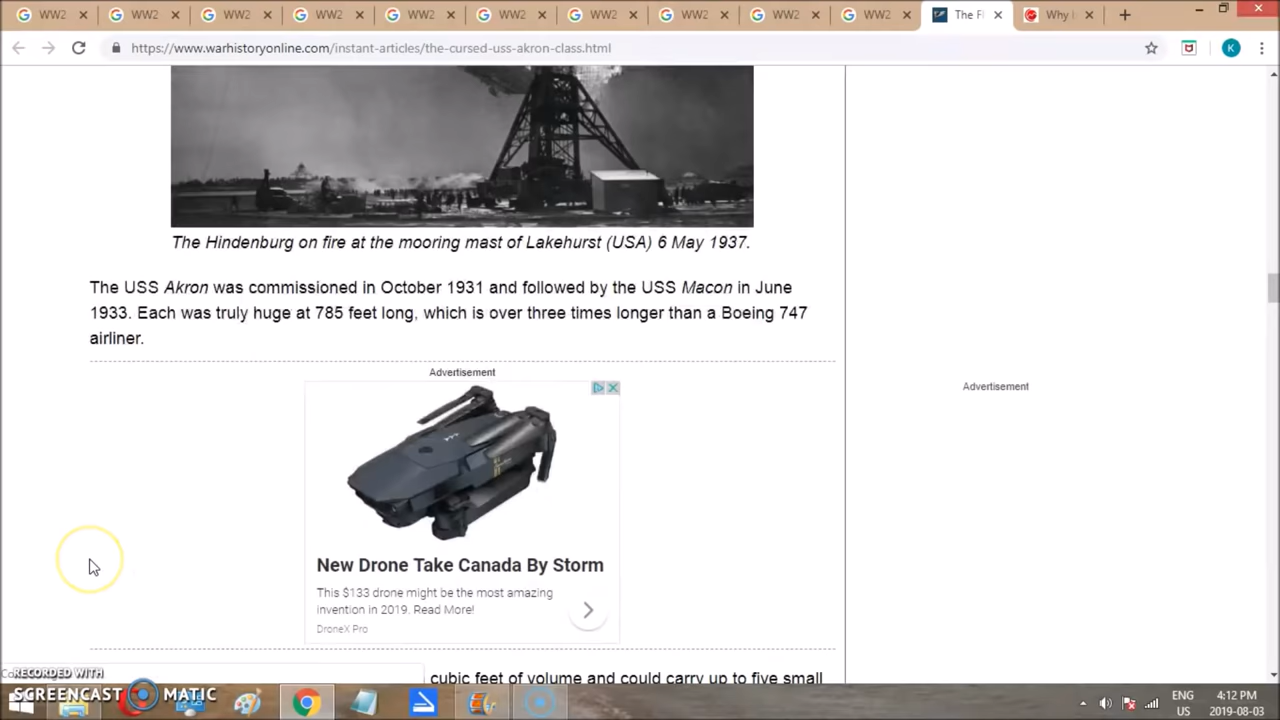 WW2
WW2
WW2
WW2
WW2
WW2
WW2
WW2
WW2
WW2
The Fl
Why
https://www.warhistoryonline.com/instant-articles/the-cursed-uss-akron-class.html
K
The Hindenburg on fire at the mooring mast of Lakehurst (USA) 6 May 1937.
The USS Akron was commissioned in October 1931 and followed by the USS Macon in June
1933. Each was truly huge at 785 feet long, which is over three times longer than a Boeing 747
airliner.
Advertisement
Advertisement
New Drone Take Canada By Storm
This $133 drone might be the most amazing
invention in 2019. Read More!
DroneX Pro
cubic feet of volume and could carry up to five small
RECORDED WITH
SCREENCAST MATIC
ENG
US
4:12 PM
2019-08-03